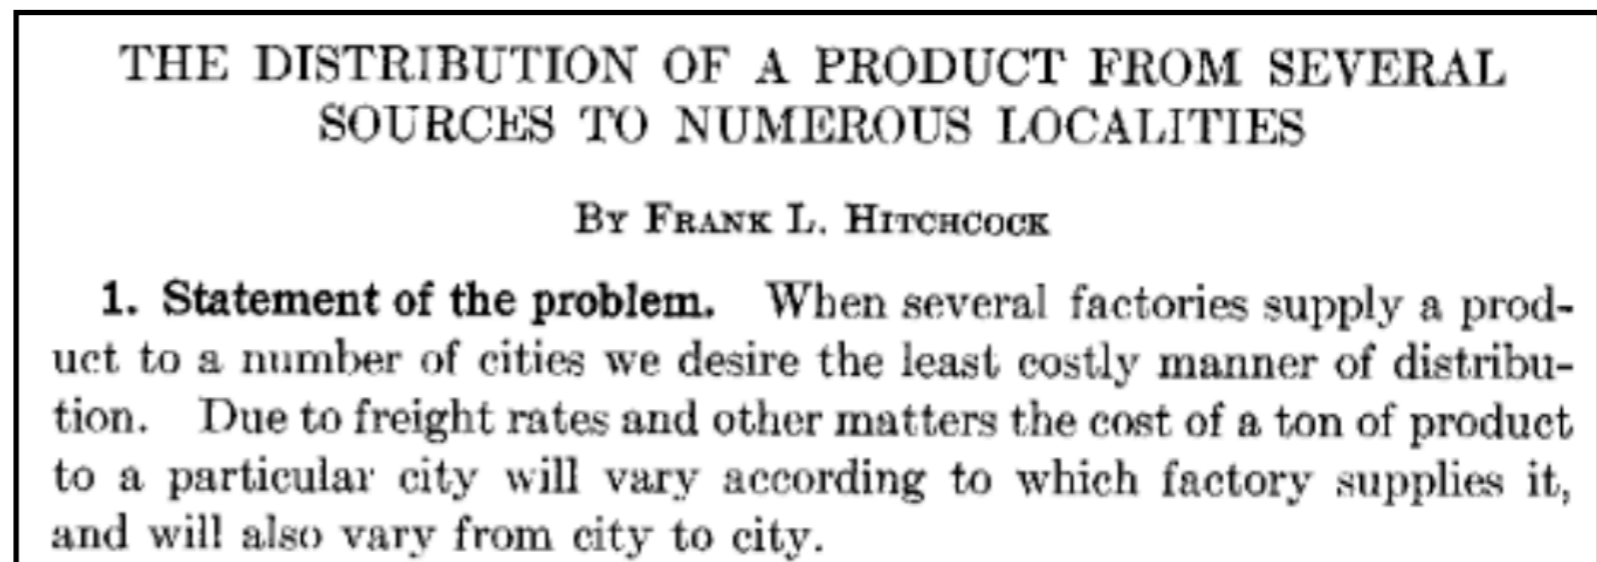 THE DISTRIBUTION OF A PRODUCT FROM SEVERAL
SOURCES TO NUMEROUS LOCALITIES
By Frank L. Hitchcock
1. Statement of the problem. When several factories supply a prod-
uct to a number of cities we desire the least costly manner of distribu-
tion. Due to freight rates and other matters the cost of a ton of product
to a particular city will vary according to which factory supplies it,
and will also vary from city to city.